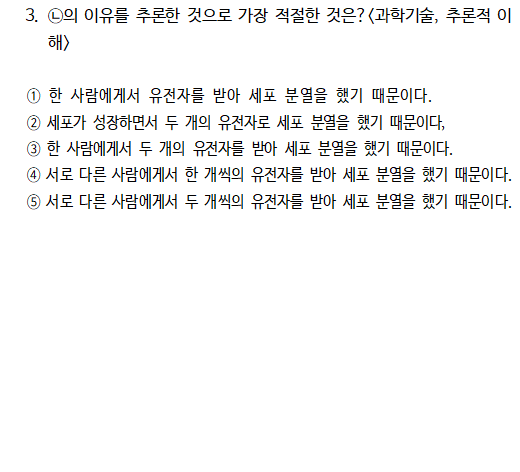 3. ㉡의 이유를 추론한 것으로 가장 적절한 것은?〈과학기술, 추론적 이
해〉
① 한 사람에게서 유전자를 받아 세포 분열을 했기 때문이다.
② 세포가 성장하면서 두 개의 유전자로 세포 분열을 했기 때문이다,
③ 한 사람에게서 두 개의 유전자를 받아 세포 분열을 했기 때문이다.
④ 서로 다른 사람에게서 한 개씩의 유전자를 받아 세포 분열을 했기 때문이다.
⑤ 서로 다른 사람에게서 두 개씩의 유전자를 받아 세포 분열을 했기 때문이다.